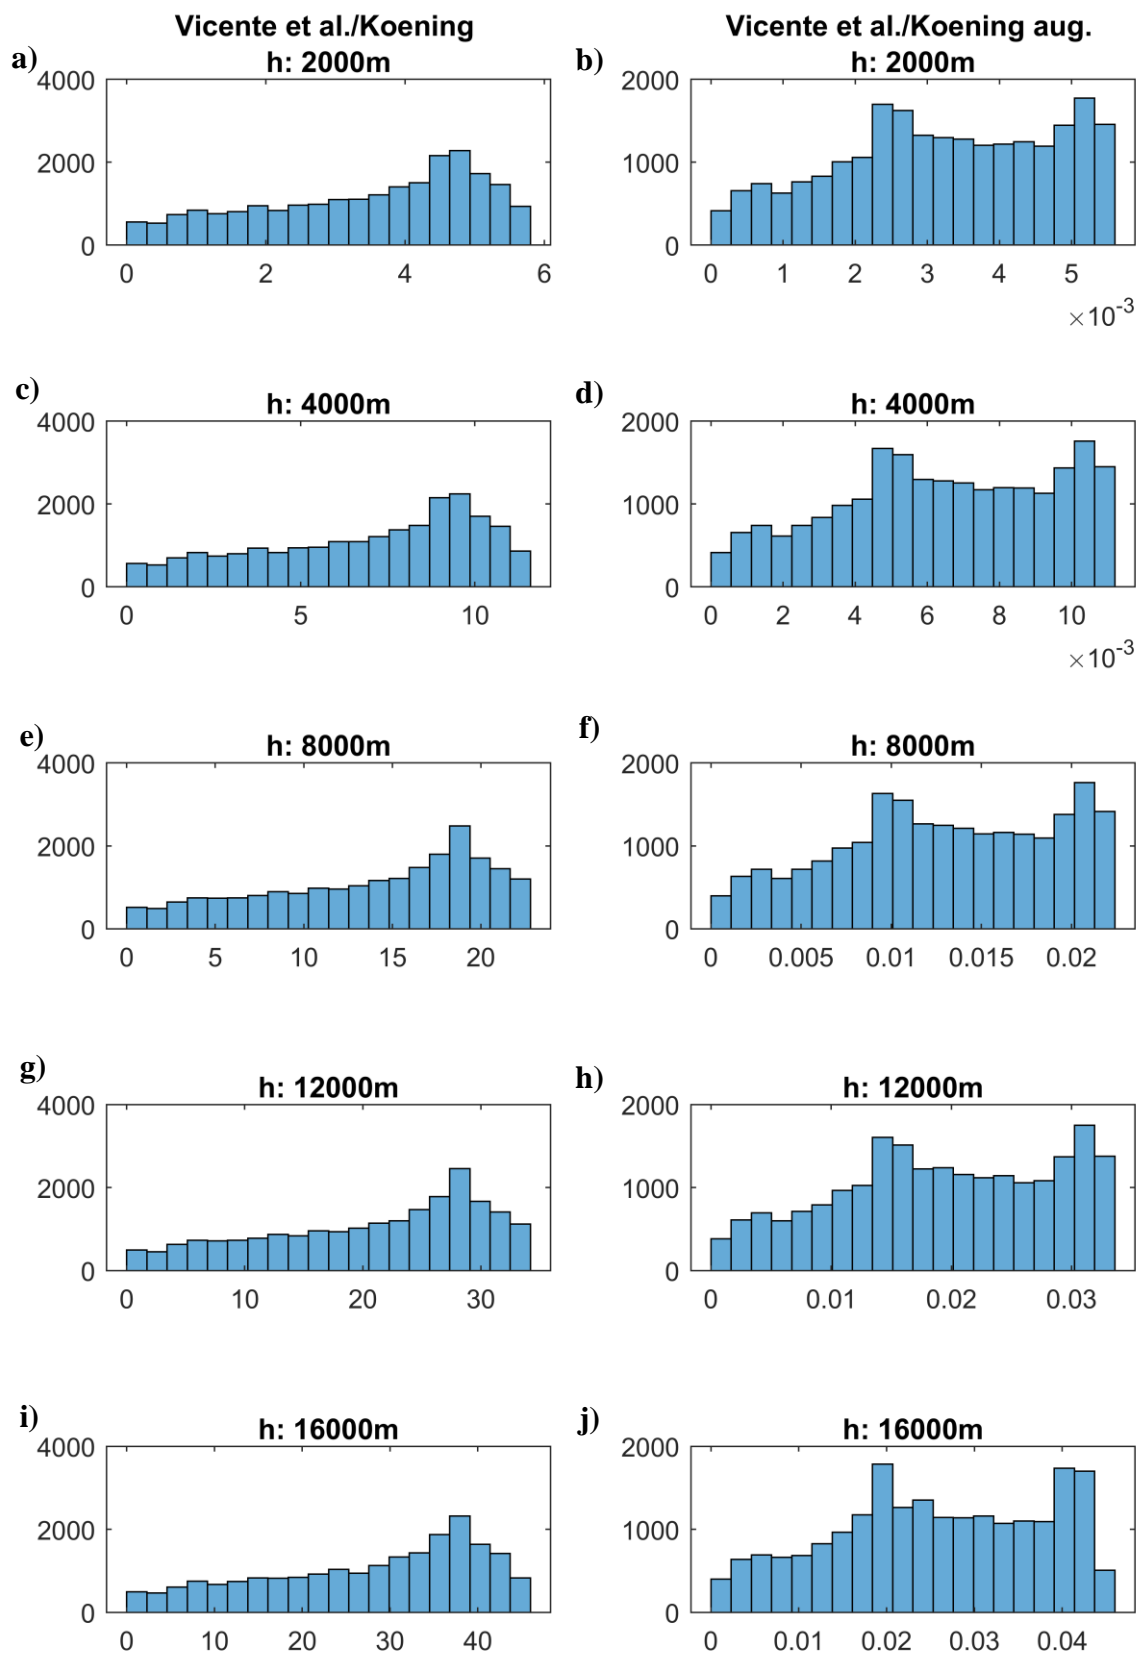 Vicente et al./Koening
a)
h: 2000m
4000
2000
0
0 2 4 6
Vicente et al./Koening aug.
b)
h: 2000m
2000
1000
0
0 1 2 3 4 5
×10-3
c)
h: 4000m
4000
2000
0
0 5 10
d)
h: 4000m
2000
1000
0
0 2 4 6 8 10
×10-3
e)
h: 8000m
4000
2000
0
0 5 10 15 20
f)
h: 8000m
2000
1000
0
0 0.005 0.01 0.015 0.02
g)
h: 12000m
4000
2000
0
0 10 20 30
h)
h: 12000m
2000
1000
0
0 0.01 0.02 0.03
i)
h: 16000m
4000
2000
0
0 10 20 30 40
j)
h: 16000m
2000
1000
0
0 0.01 0.02 0.03 0.04